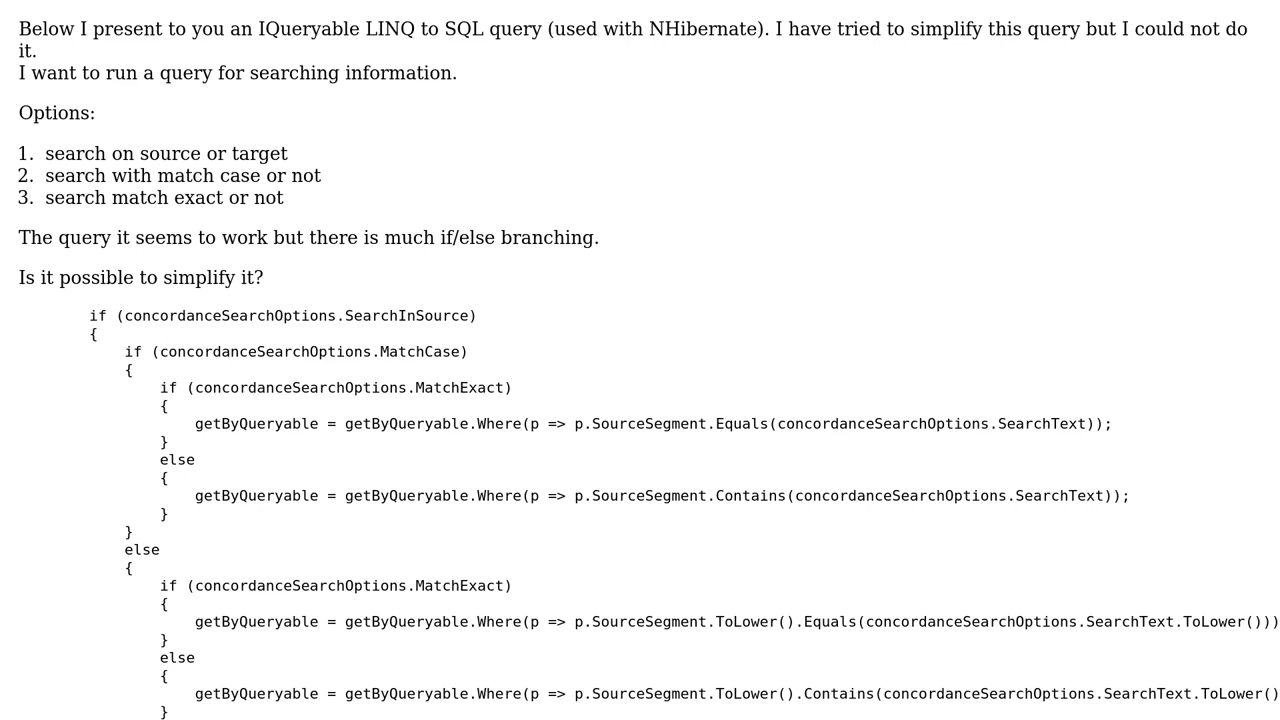 Below I present to you an IQueryable LINQ to SQL query (used with NHibernate). I have tried to simplify this query but I could not do
it.
I want to run a query for searching information.
Options:
1. search on source or target
2. search with match case or not
3. search match exact or not
The query it seems to work but there is much if/else branching.
Is it possible to simplify it?
if (concordanceSearchOptions.SearchInSource)
{
if (concordanceSearchOptions.MatchCase)
{
if (concordanceSearchOptions.MatchExact)
{
getByQueryable = getByQueryable.Where(p => p.SourceSegment.Equals(concordanceSearchOptions.SearchText));
}
else
{
getByQueryable = getByQueryable.Where(p => p.SourceSegment.Contains(concordanceSearchOptions.SearchText));
}
}
else
{
if (concordanceSearchOptions.MatchExact)
{
getByQueryable = getByQueryable.Where(p => p.SourceSegment.ToLower().Equals(concordanceSearchOptions.SearchText.ToLower()))
}
else
{
getByQueryable = getByQueryable.Where(p => p.SourceSegment.ToLower().Contains(concordanceSearchOptions.SearchText.ToLower()
}